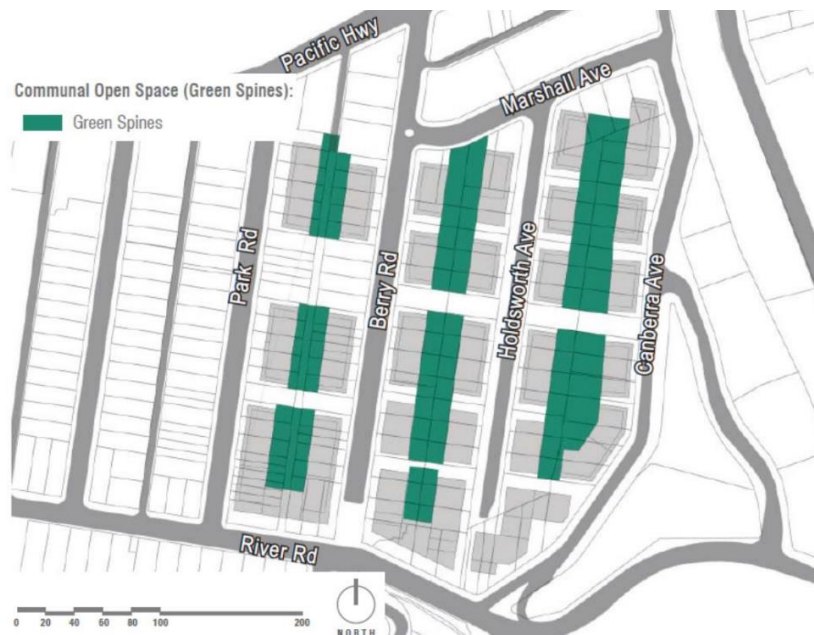 Pacific Hwy
Communal Open Space (Green Spines):
Green Spines
Marshall Ave
Park Rd
Berry Rd
Holdsworth Ave
Canberra Ave
River Rd
0 20 40 60 80 100 200
NORTH